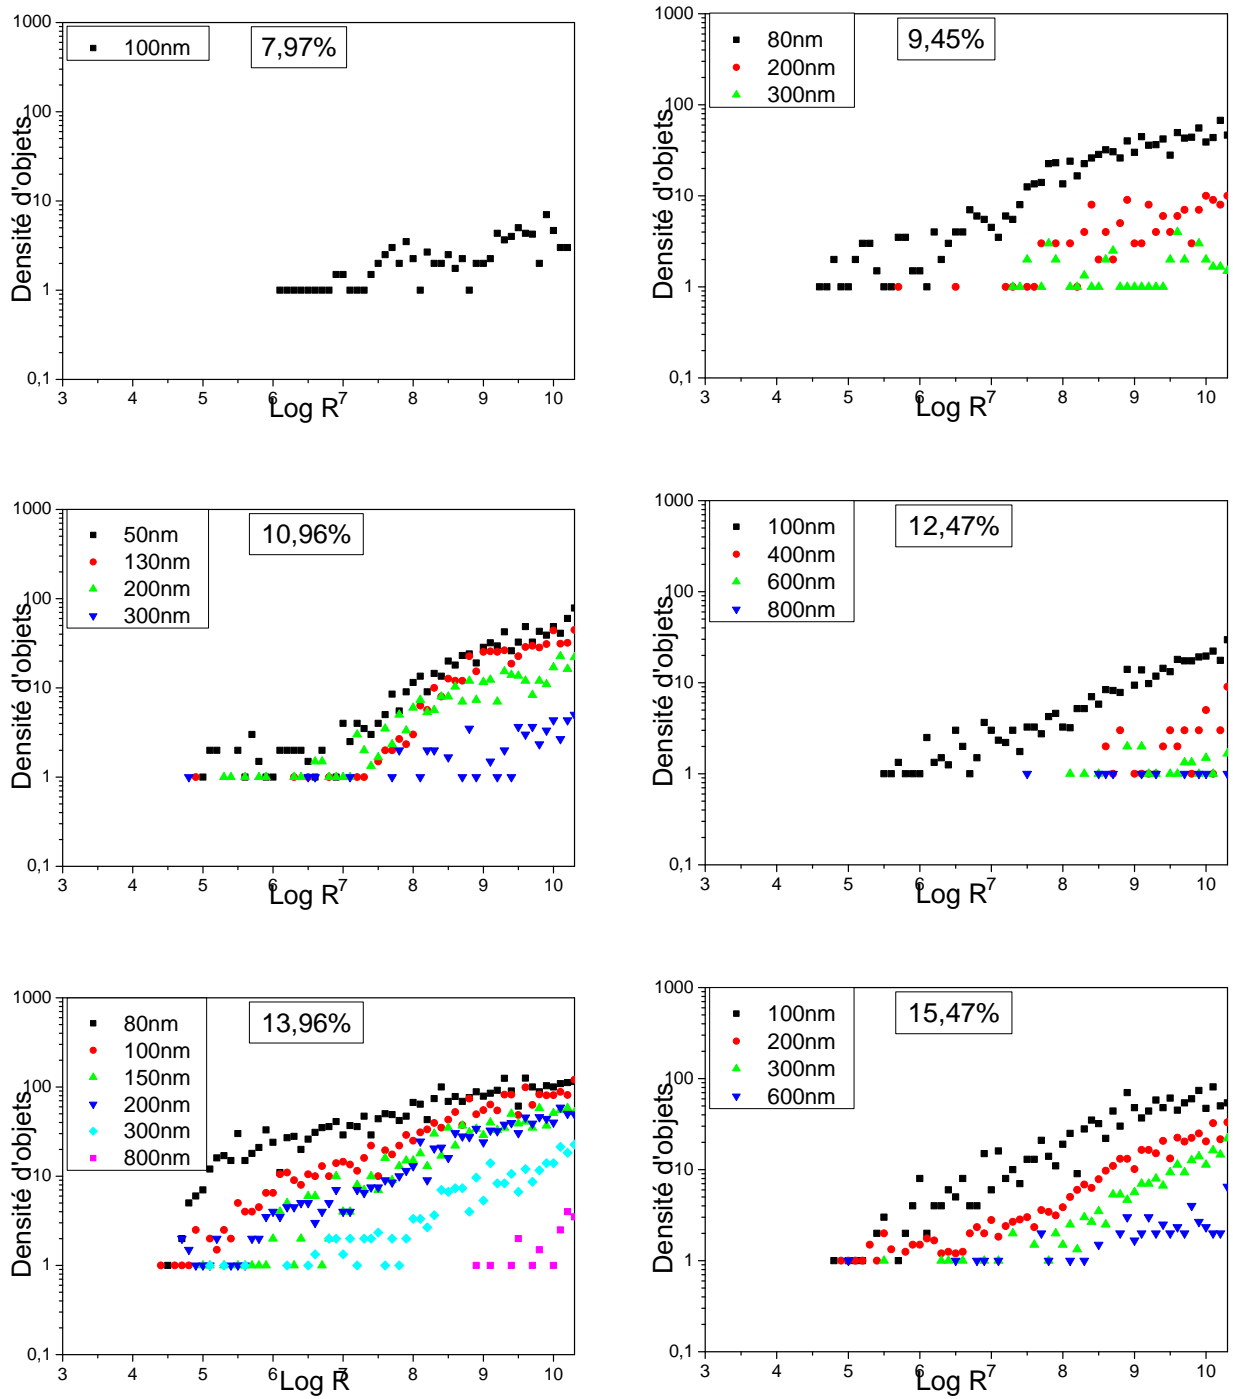 100nm
7,97%
1000
100
10
1
0,1
Densité d'objets
3 4 5 6 7 8 9 10
Log R
80nm
200nm
300nm
9,45%
1000
100
10
1
0,1
Densité d'objets
3 4 5 6 7 8 9 10
Log R
50nm
130nm
200nm
300nm
10,96%
1000
100
10
1
0,1
Densité d'objets
3 4 5 6 7 8 9 10
Log R
100nm
400nm
600nm
800nm
12,47%
1000
100
10
1
0,1
Densité d'objets
3 4 5 6 7 8 9 10
Log R
80nm
100nm
150nm
200nm
300nm
800nm
13,96%
1000
100
10
1
0,1
Densité d'objets
3 4 5 6 7 8 9 10
Log R
100nm
200nm
300nm
600nm
15,47%
1000
100
10
1
0,1
Densité d'objets
3 4 5 6 7 8 9 10
Log R